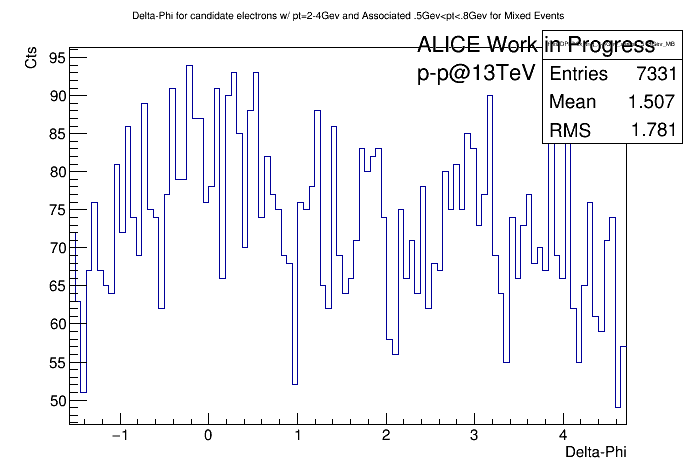 Delta-Phi for candidate electrons w/ pt=2-4Gev and Associated .5Gev<pt<.8Gev for Mixed Events
Cts
ALICE Work in Progress
p-p@13TeV
Entries 7331
Mean 1.507
RMS 1.781
95
90
85
80
75
70
65
60
55
50
−1 0 1 2 3 4
Delta-Phi